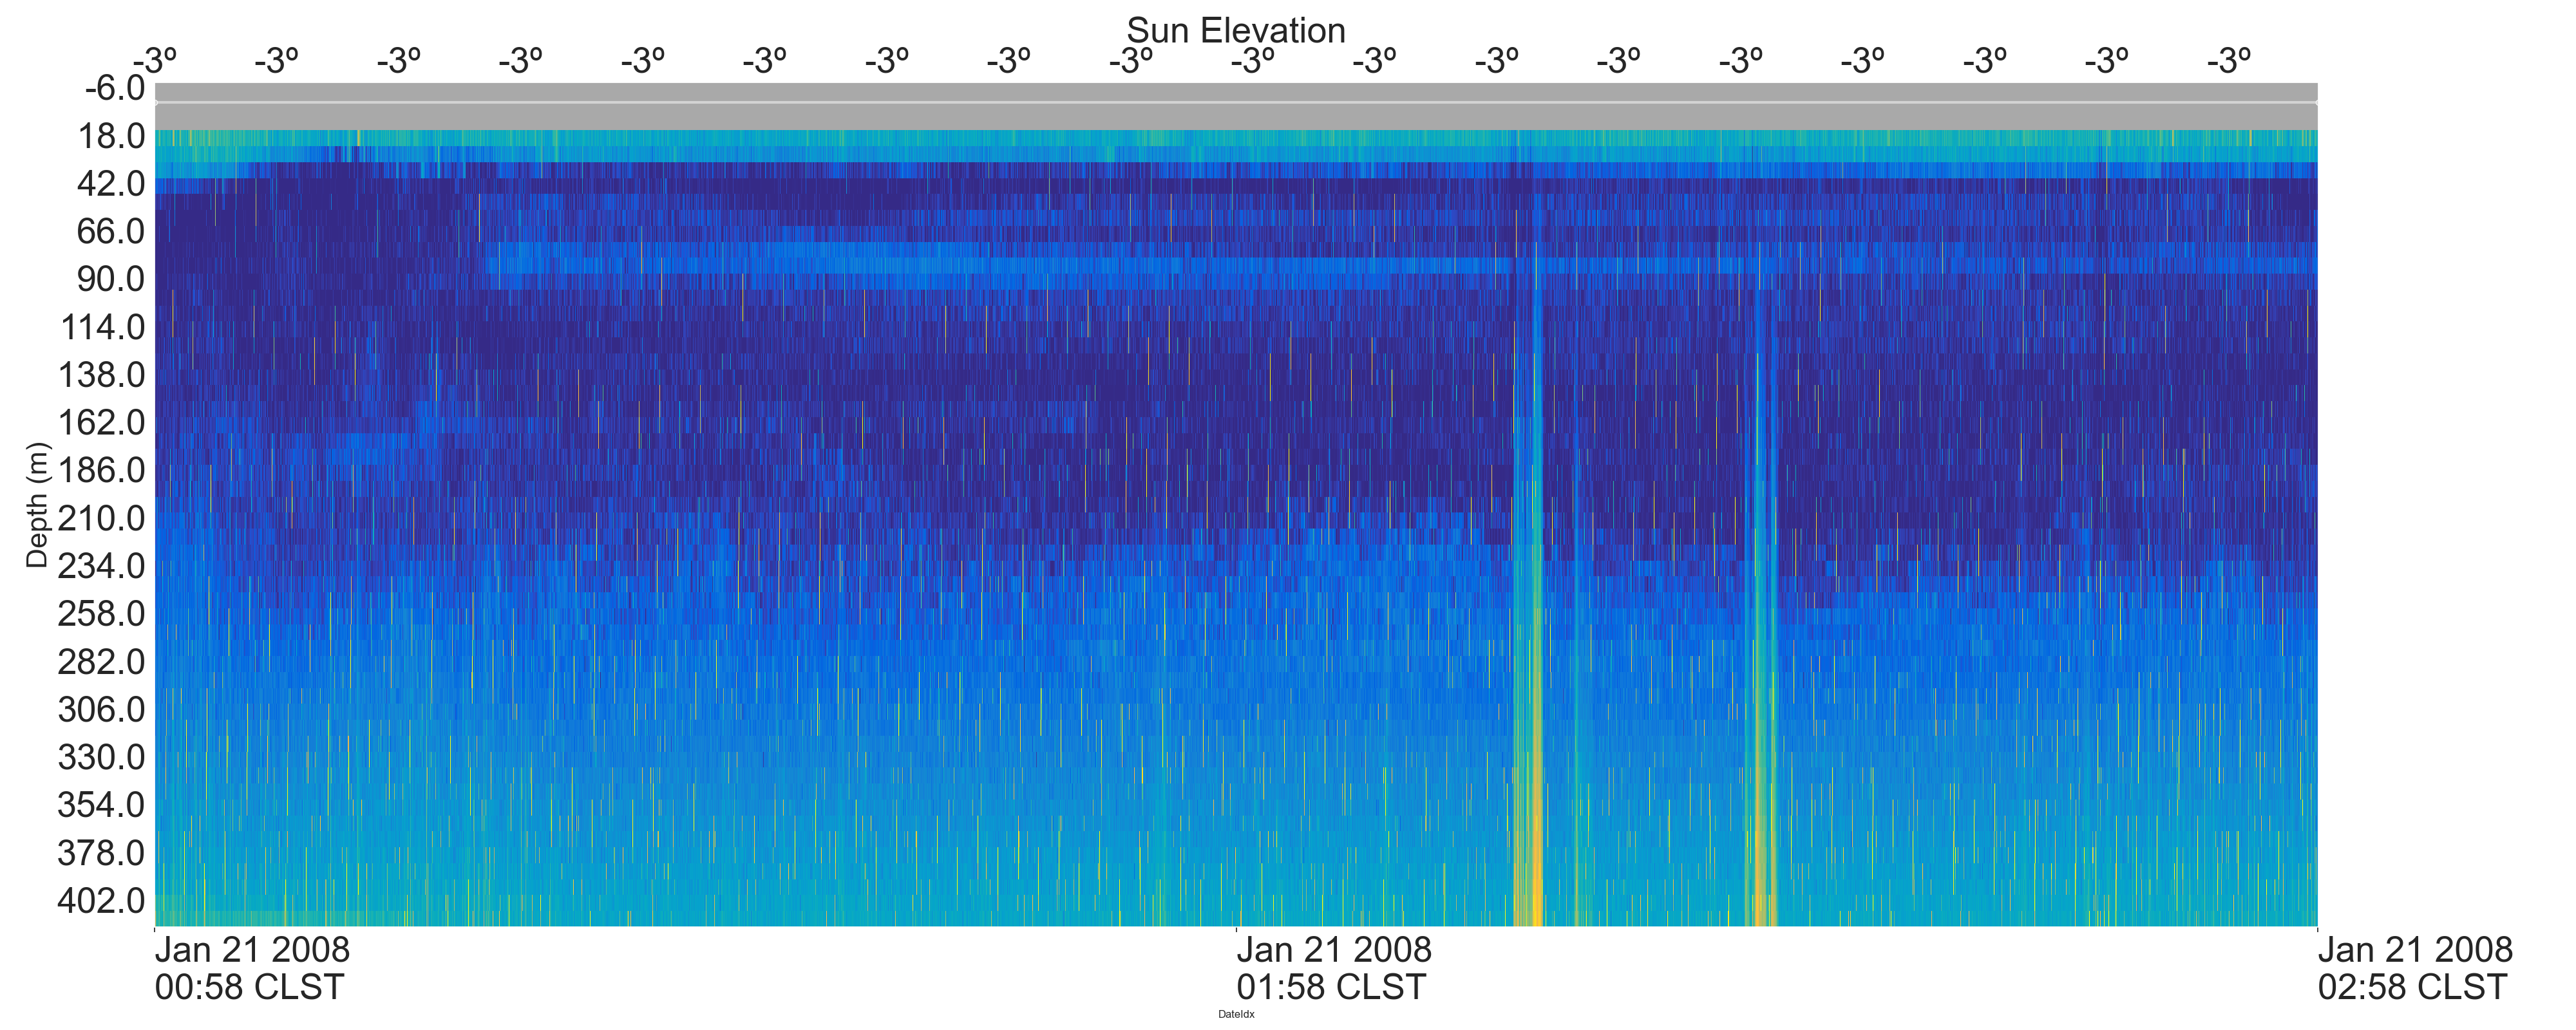 Sun Elevation
-3º -3º -3º -3º -3º -3º -3º -3º -3º -3º -3º -3º -3º -3º -3º -3º -3º -3º
-6.0
18.0
42.0
66.0
90.0
114.0
138.0
162.0
186.0
210.0
234.0
258.0
282.0
306.0
330.0
354.0
378.0
402.0
Depth (m)
Jan 21 2008
00:58 CLST
Jan 21 2008
01:58 CLST
Jan 21 2008
02:58 CLST
DateIdx